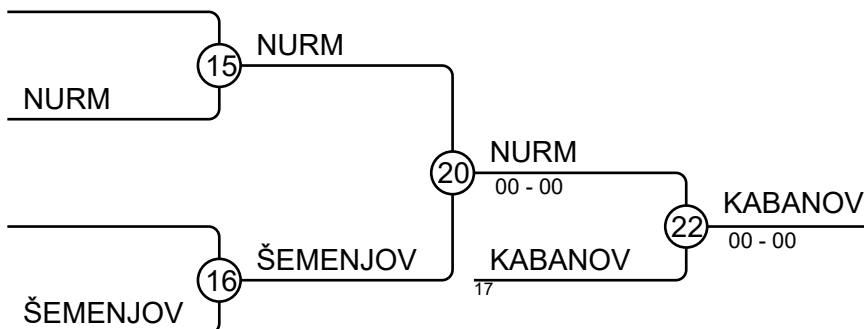 NURM
15
NURM
NURM
20
00 - 00
KABANOV
22
00 - 00
ŠEMENJOV
KABANOV
16
17
ŠEMENJOV